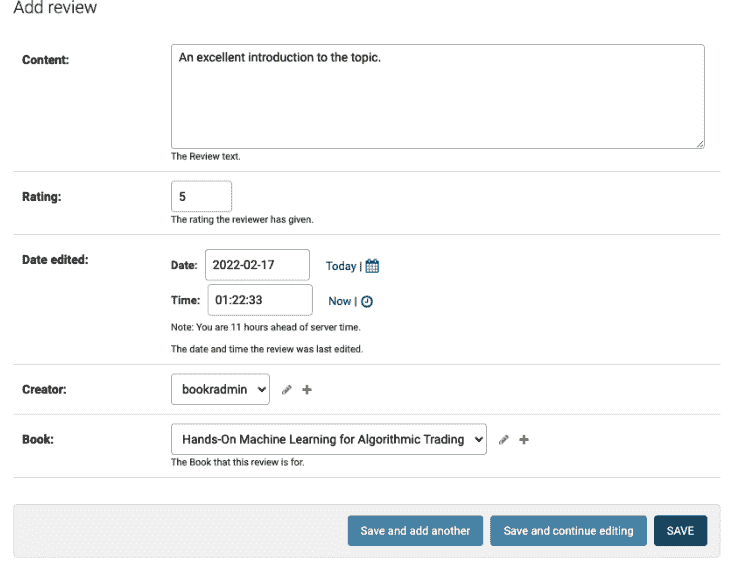 Add review
Content:
An excellent introduction to the topic.
The Review text.
Rating:
5
The rating the reviewer has given.
Date edited:
Date: 2022-02-17 Today |
Time: 01:22:33 Now |
Note: You are 11 hours ahead of server time.
The date and time the review was last edited.
Creator:
bookradmin
Book:
Hands-On Machine Learning for Algorithmic Trading
The Book that this review is for.
Save and add another Save and continue editing SAVE